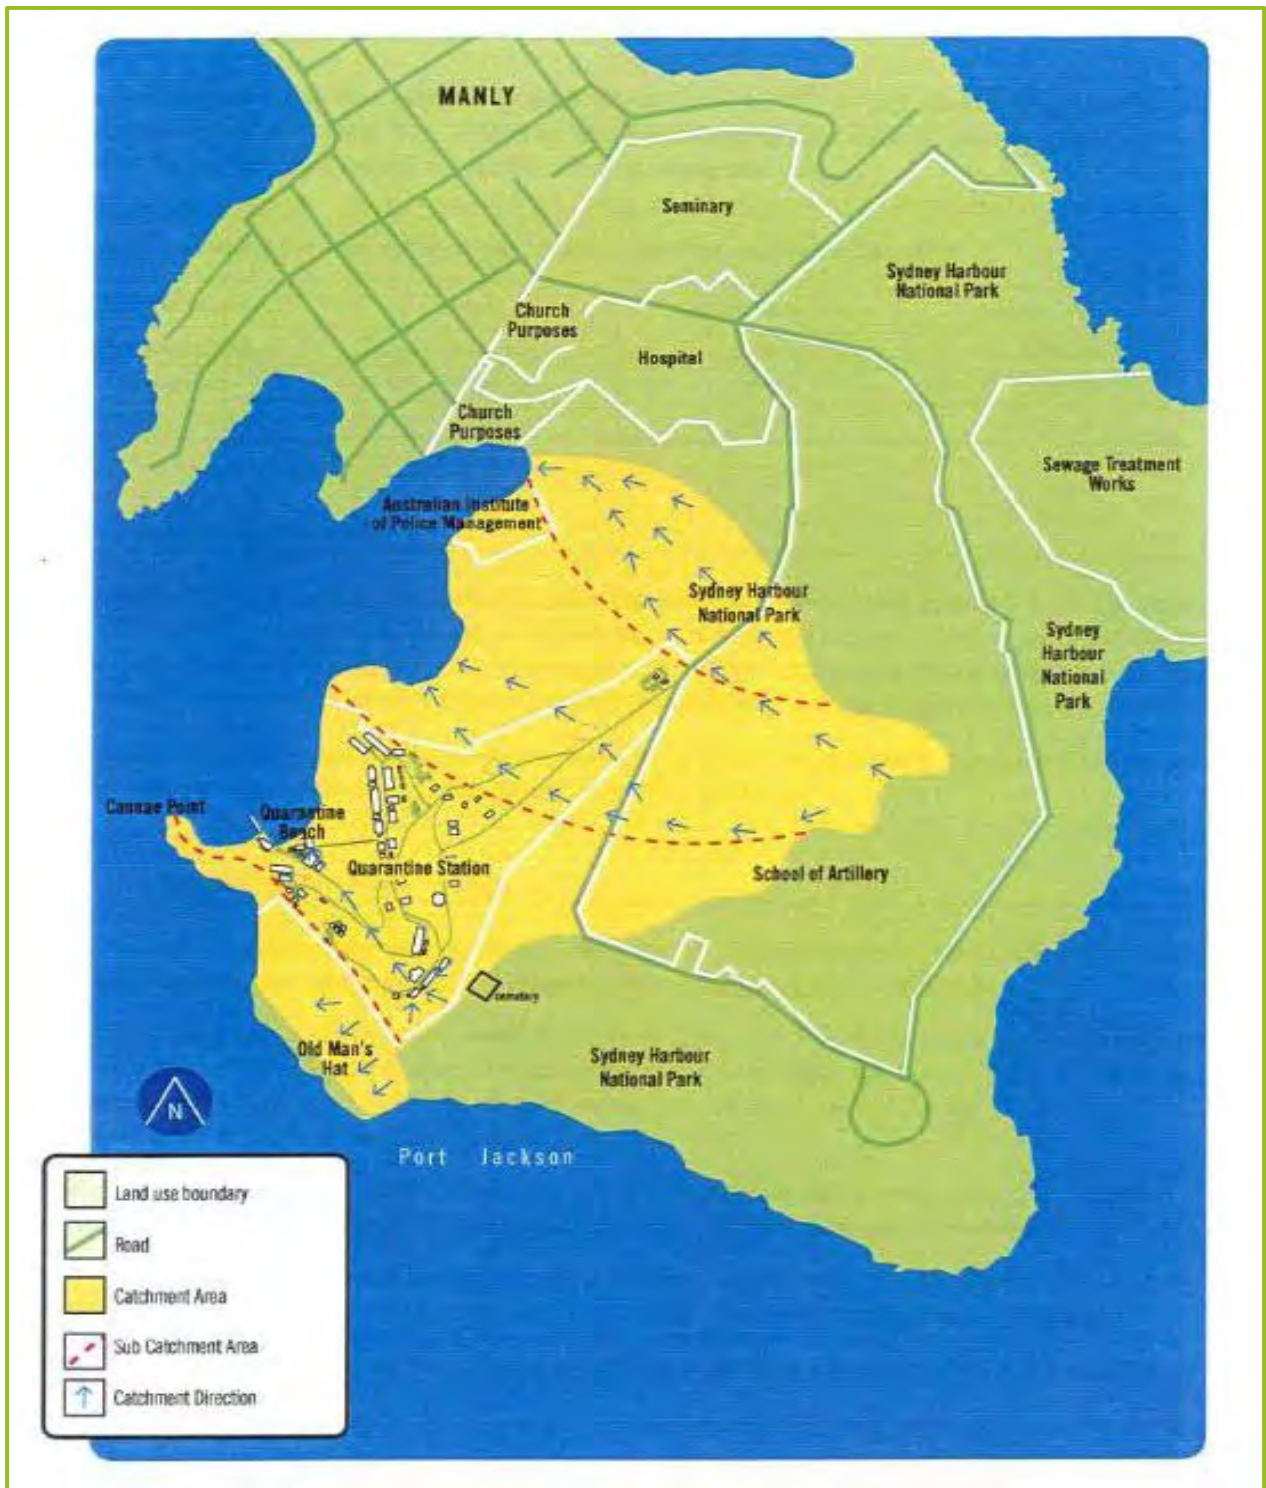 MANLY
Seminary
Sydney Harbour
National Park
Church
Purposes
Hospital
Church
Purposes
Sewage Treatment
Works
Australian Institute
of Police Management
Sydney Harbour
National Park
Sydney
Harbour
National
Park
Cannae Point
Quarantine
Beach
Quarantine Station
School of Artillery
cemetery
Old Man's
Hat
Sydney Harbour
National Park
N
Port Jackson
Land use boundary
Road
Catchment Area
Sub Catchment Area
Catchment Direction